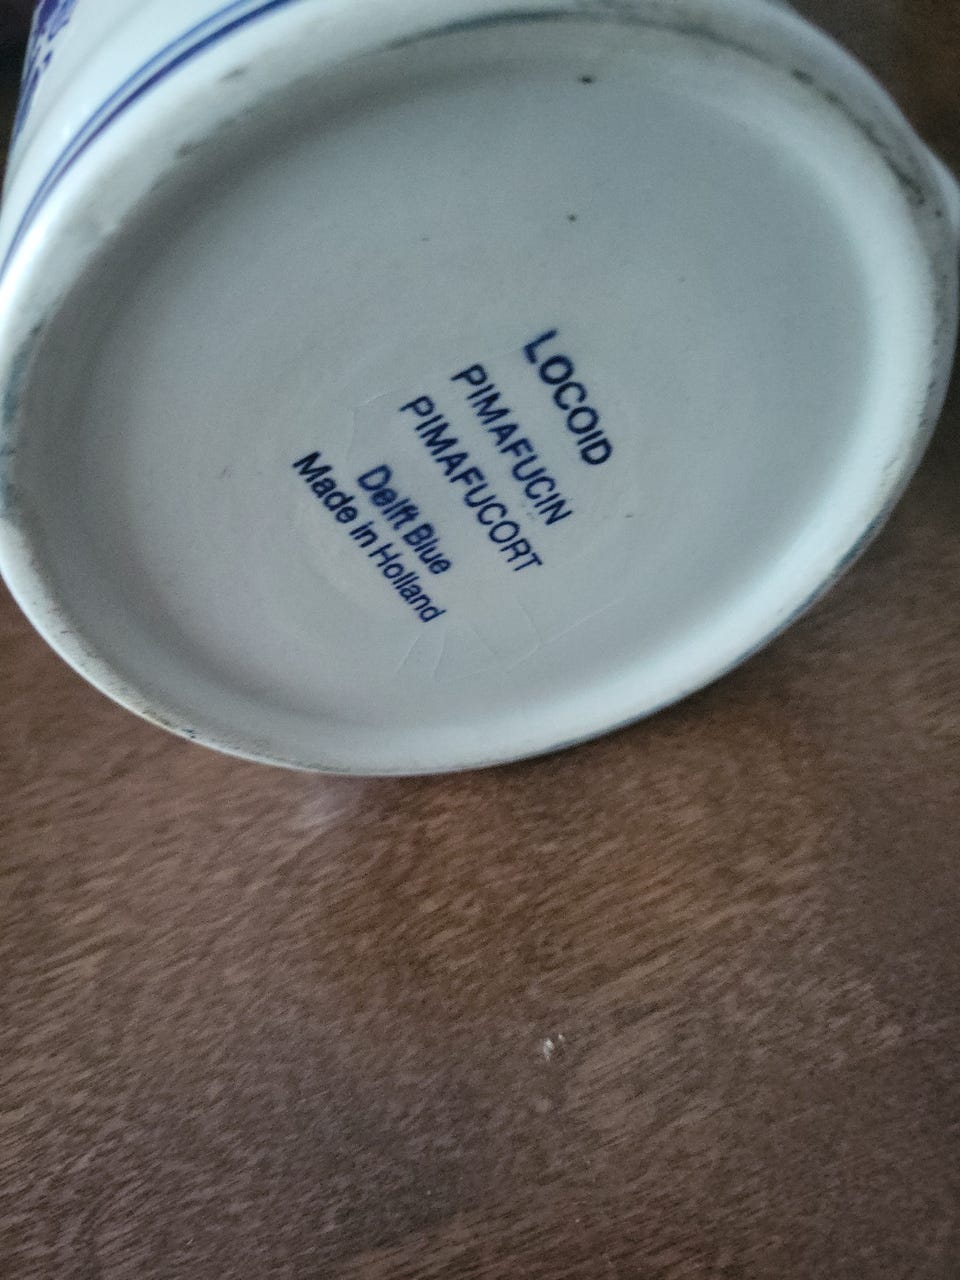 LOCOID
PIMAFUCIN
PIMAFUCORT
Delft Blue
Made in Holland